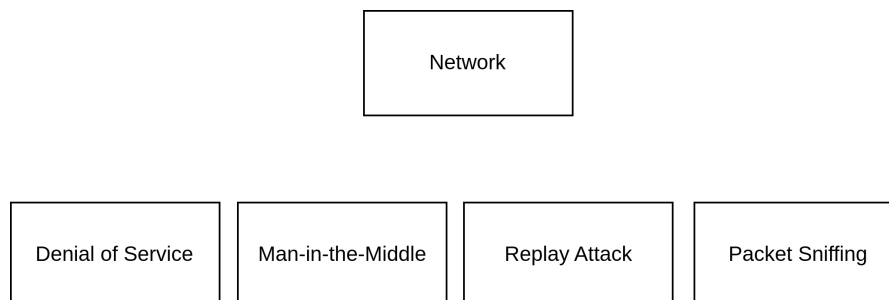 Network
Denial of Service
Man-in-the-Middle
Replay Attack
Packet Sniffing